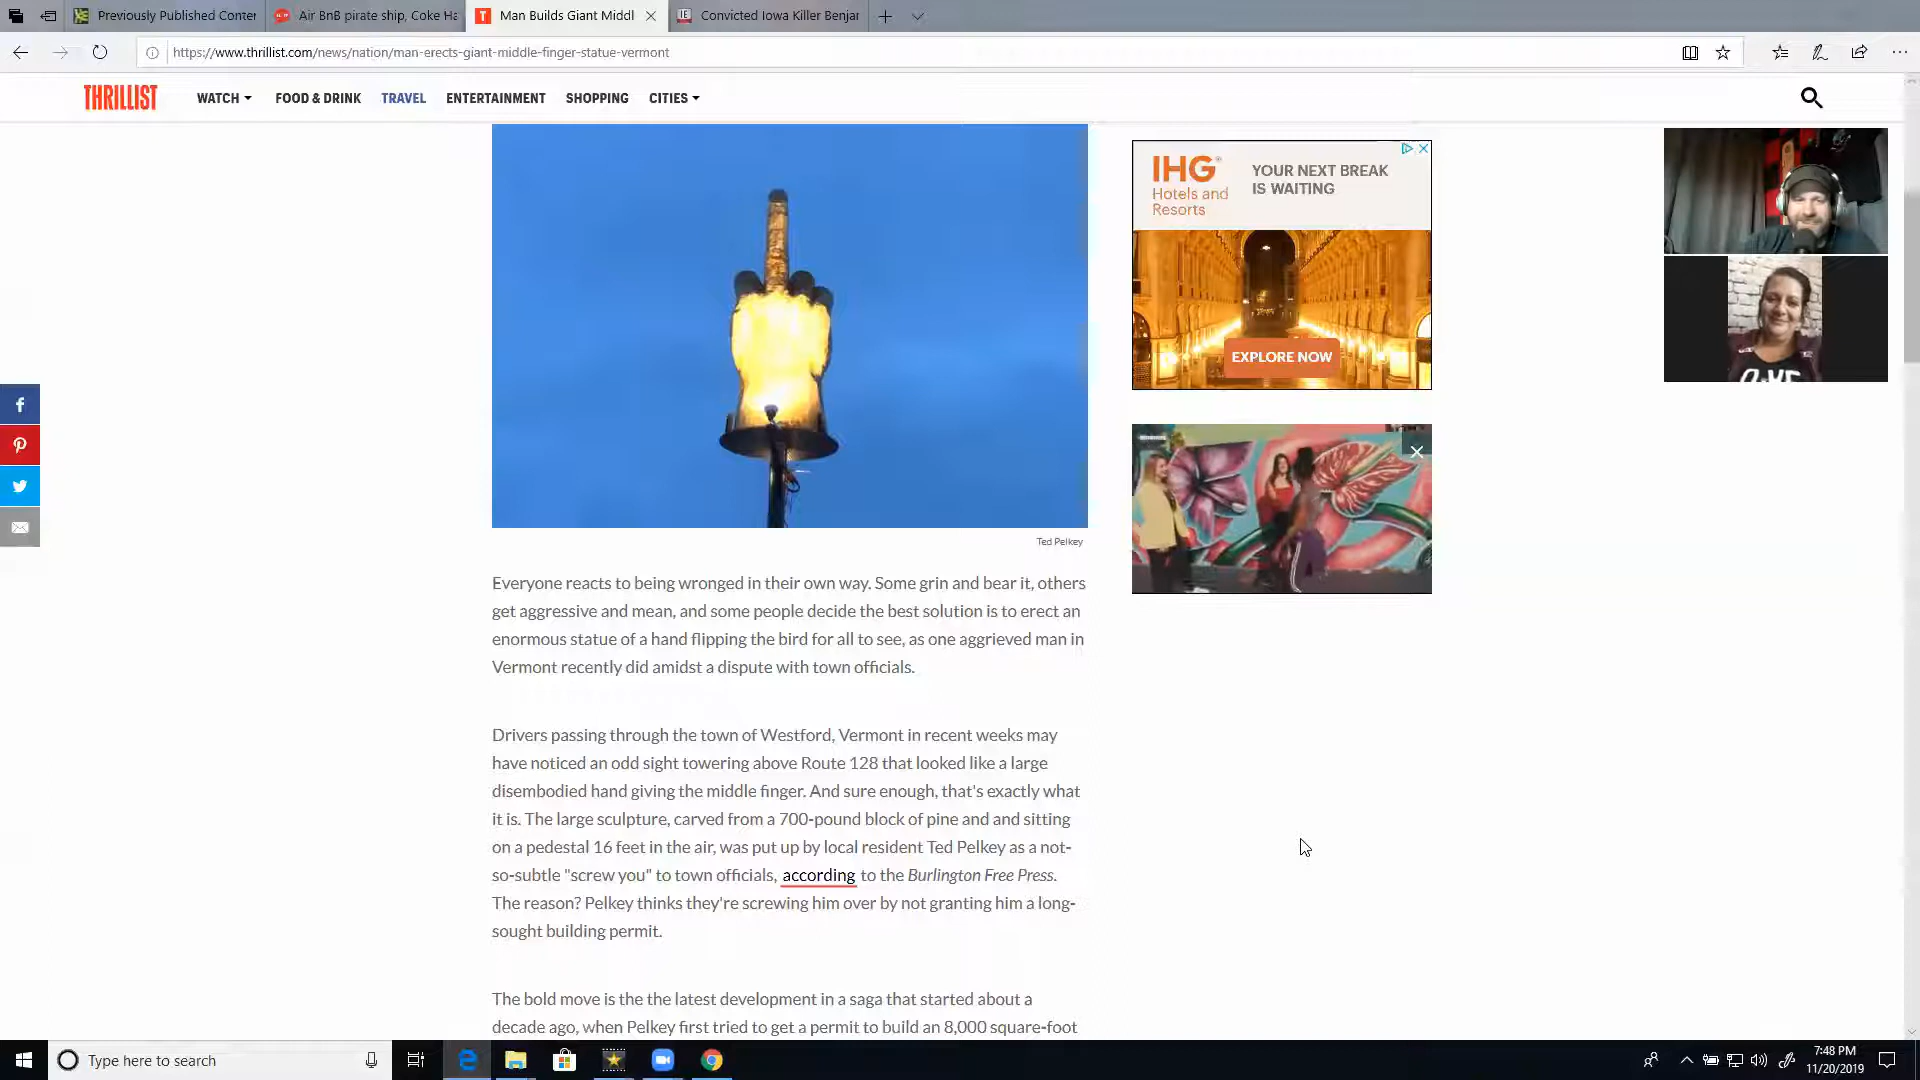 Previously Published Conter
Air BnB pirate ship, Coke Ha
Man Builds Giant Middl
Convicted Iowa Killer Benjar
https://www.thrillist.com/news/nation/man-erects-giant-middle-finger-statue-vermont
THRILLIST
WATCH
FOOD & DRINK
TRAVEL
ENTERTAINMENT
SHOPPING
CITIES
IHG®
Hotels and
Resorts
YOUR NEXT BREAK
IS WAITING
EXPLORE NOW
Ted Pelkey
Everyone reacts to being wronged in their own way. Some grin and bear it, others
get aggressive and mean, and some people decide the best solution is to erect an
enormous statue of a hand flipping the bird for all to see, as one aggrieved man in
Vermont recently did amidst a dispute with town officials.
Drivers passing through the town of Westford, Vermont in recent weeks may
have noticed an odd sight towering above Route 128 that looked like a large
disembodied hand giving the middle finger. And sure enough, that's exactly what
it is. The large sculpture, carved from a 700-pound block of pine and and sitting
on a pedestal 16 feet in the air, was put up by local resident Ted Pelkey as a not-
so-subtle "screw you" to town officials, according to the Burlington Free Press.
The reason? Pelkey thinks they're screwing him over by not granting him a long-
sought building permit.
The bold move is the the latest development in a saga that started about a
decade ago, when Pelkey first tried to get a permit to build an 8,000 square-foot
Type here to search
7:48 PM
11/20/2019